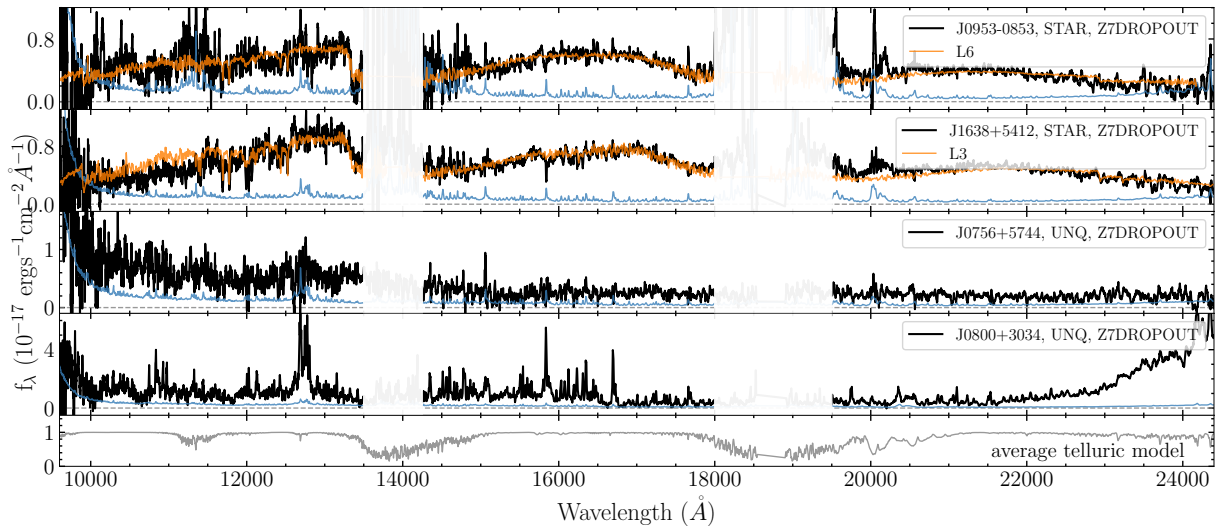 f_λ (10⁻¹⁷ ergs⁻¹cm⁻² Å⁻¹)
0.8
0.0
J0953-0853, STAR, Z7DROPOUT
L6
0.8
0.0
J1638+5412, STAR, Z7DROPOUT
L3
1
0
J0756+5744, UNQ, Z7DROPOUT
4
0
J0800+3034, UNQ, Z7DROPOUT
1
0
average telluric model
10000 12000 14000 16000 18000 20000 22000 24000
Wavelength (Å)